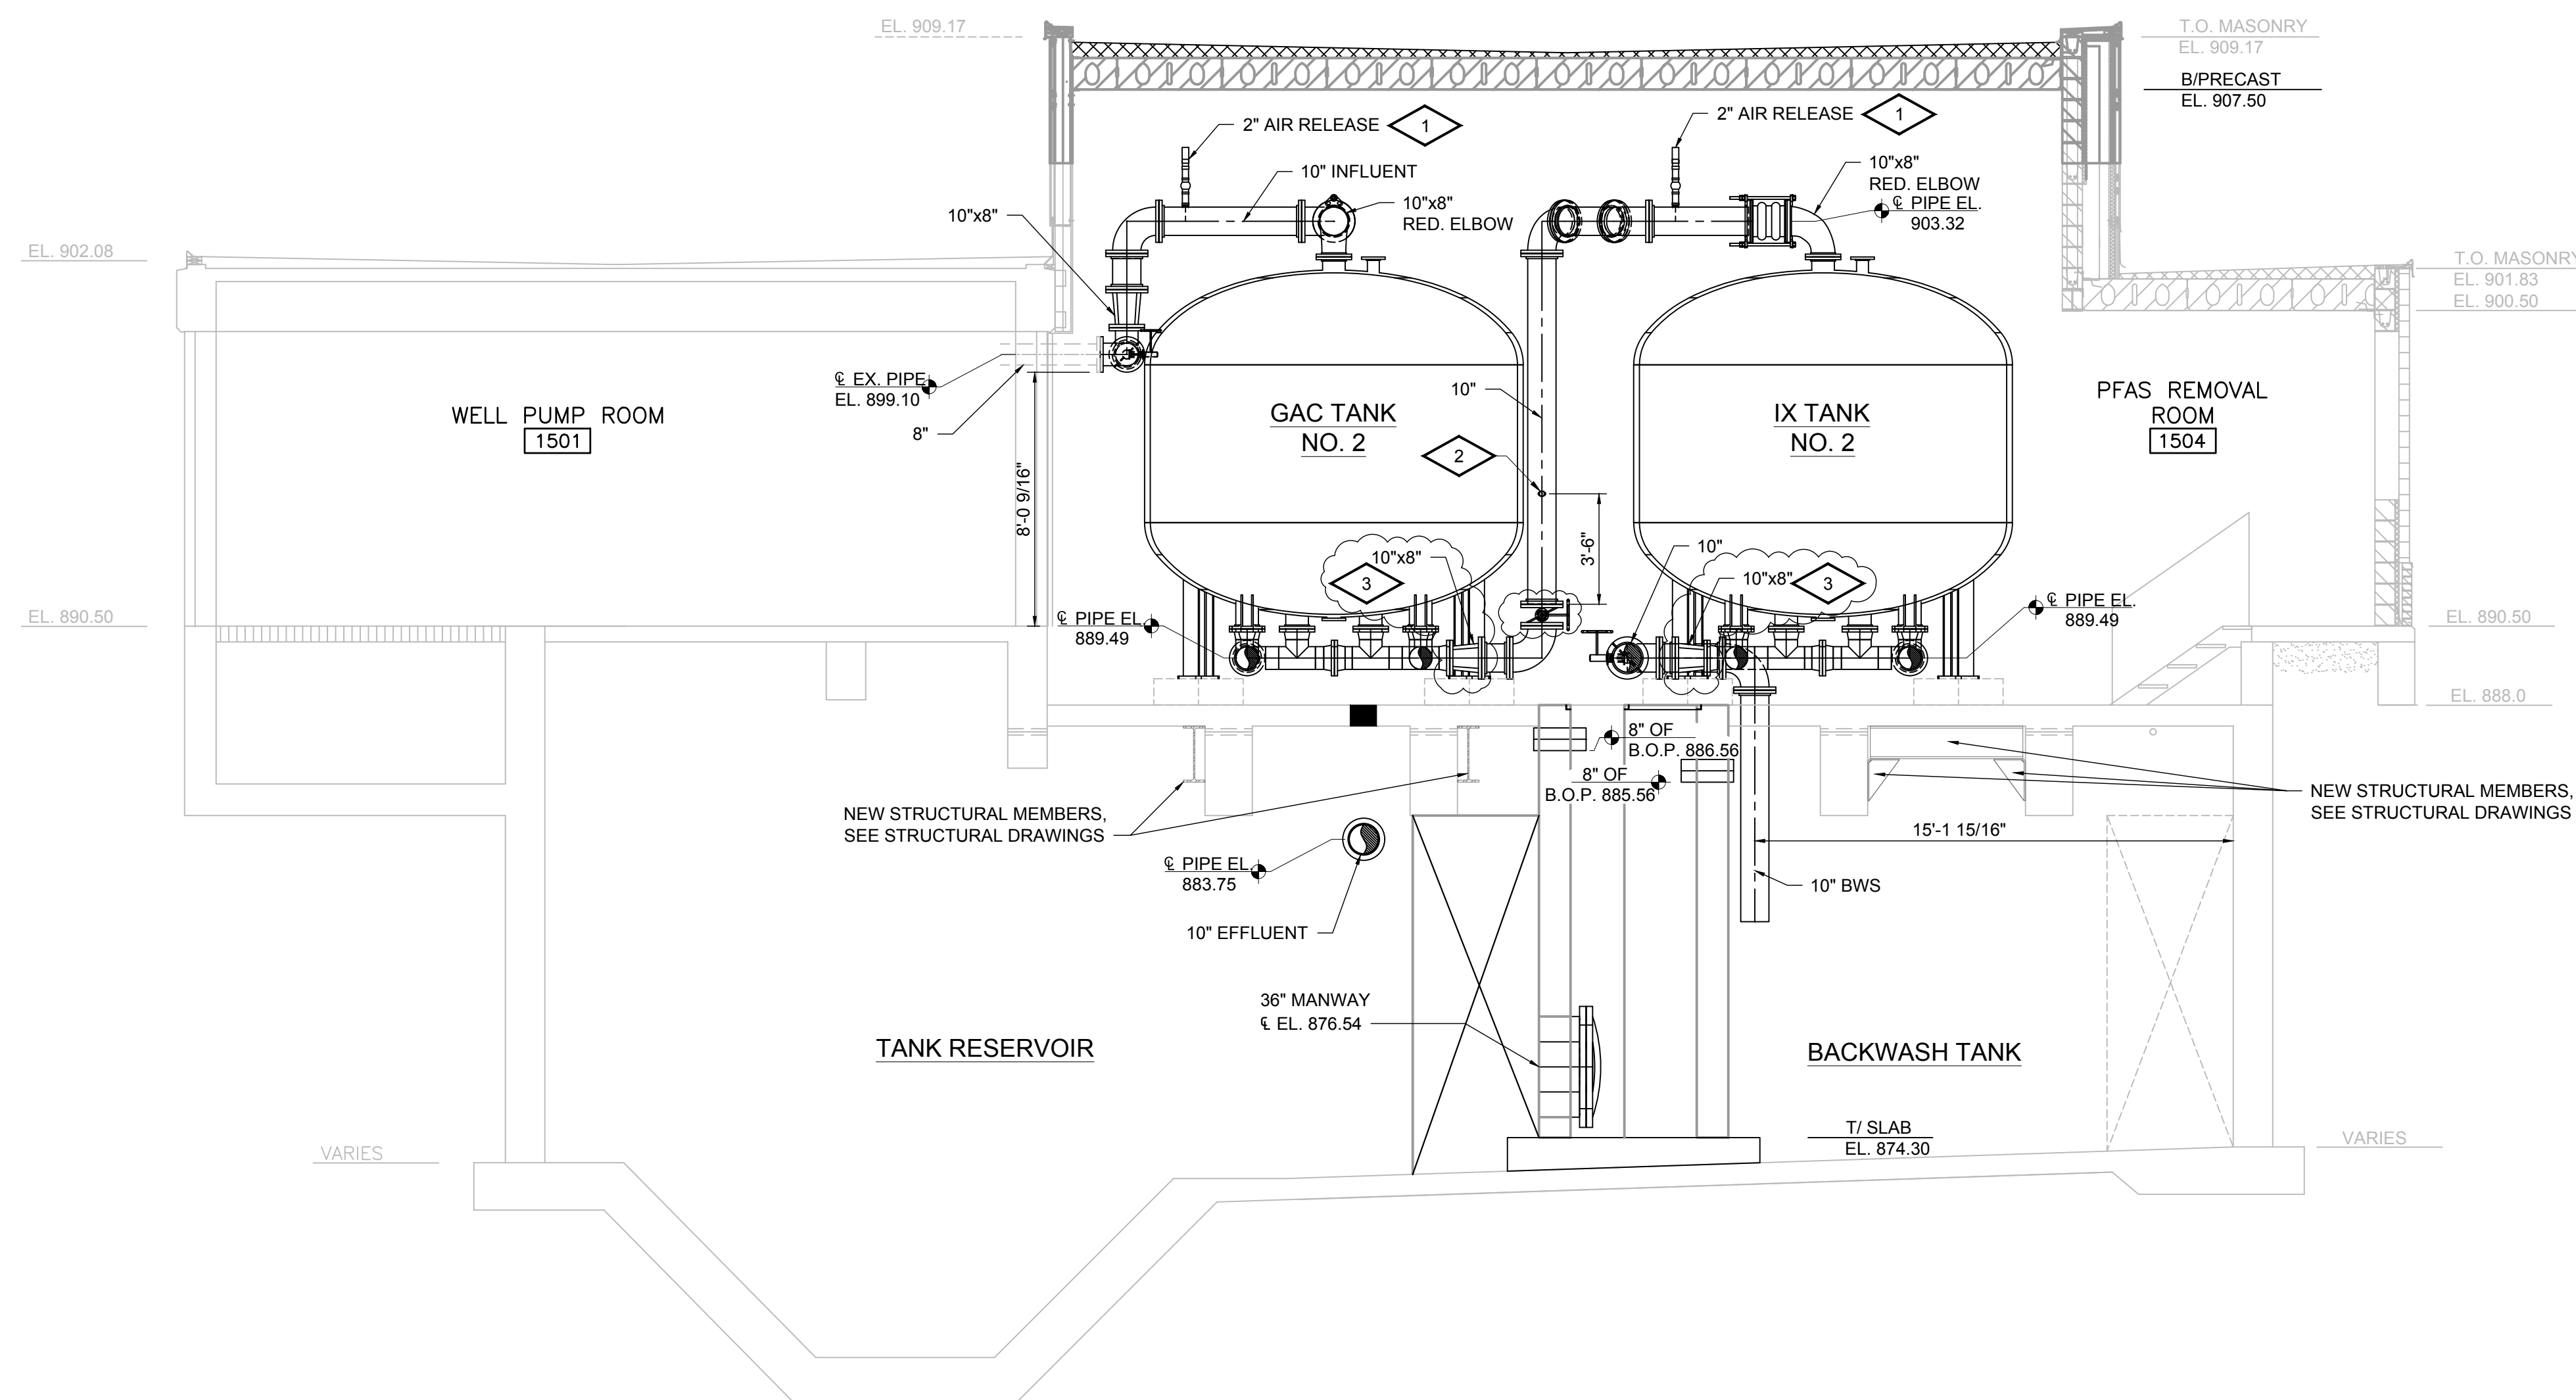 EL. 909.17
T.O. MASONRY
EL. 909.17
B/PRECAST
EL. 907.50
2" AIR RELEASE
1
2" AIR RELEASE
1
10" INFLUENT
10"x8"
RED. ELBOW
10"x8"
RED. ELBOW
℄ PIPE EL.
903.32
10"x8"
EL. 902.08
T.O. MASONRY
EL. 901.83
EL. 900.50
℄ EX. PIPE
EL. 899.10
8"
WELL PUMP ROOM
1501
GAC TANK
NO. 2
10"
2
IX TANK
NO. 2
PFAS REMOVAL
ROOM
1504
8'-0 9/16"
3'-6"
10"x8"
3
10"
10"x8"
3
℄ PIPE EL.
889.49
℄ PIPE EL.
889.49
EL. 890.50
EL. 890.50
EL. 888.0
8" OF
B.O.P. 886.56
8" OF
B.O.P. 885.56
NEW STRUCTURAL MEMBERS,
SEE STRUCTURAL DRAWINGS
NEW STRUCTURAL MEMBERS,
SEE STRUCTURAL DRAWINGS
15'-1 15/16"
℄ PIPE EL.
883.75
10" BWS
10" EFFLUENT
36" MANWAY
℄ EL. 876.54
TANK RESERVOIR
BACKWASH TANK
T/ SLAB
EL. 874.30
VARIES
VARIES